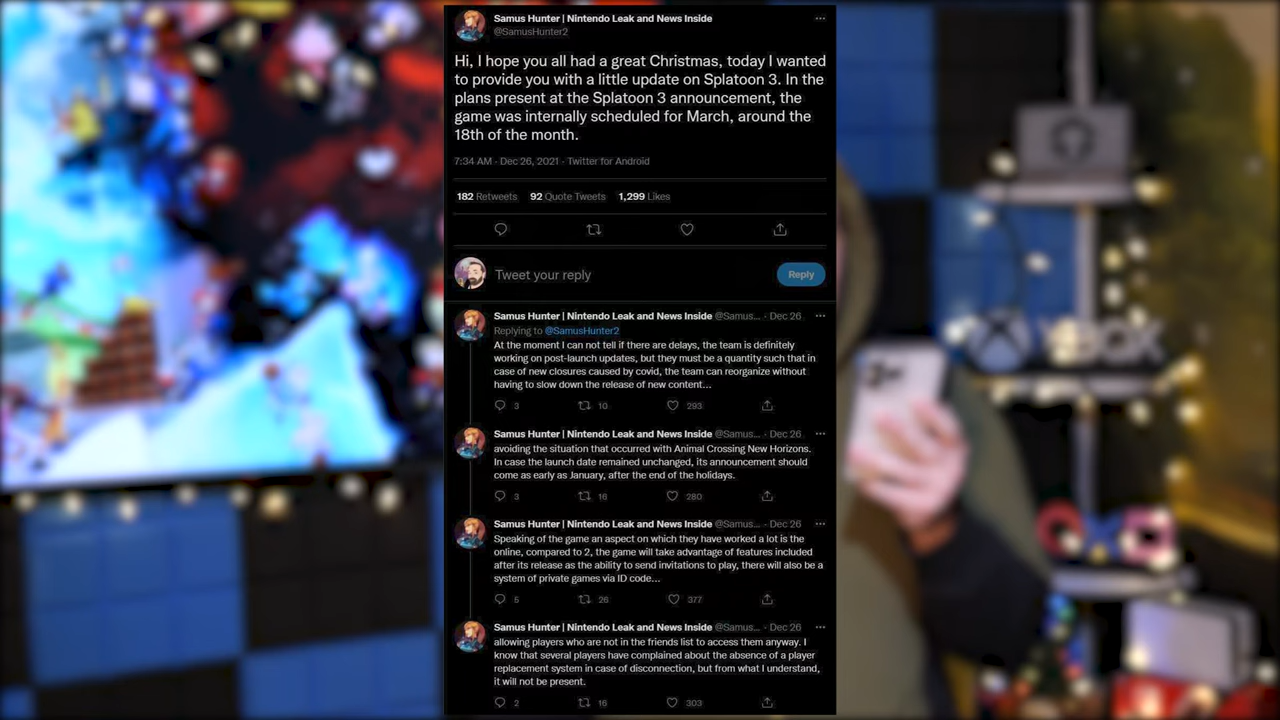 Samus Hunter | Nintendo Leak and News Inside
@SamusHunter2
Hi, I hope you all had a great Christmas, today I wanted
to provide you with a little update on Splatoon 3. In the
plans present at the Splatoon 3 announcement, the
game was internally scheduled for March, around the
18th of the month.
7:34 AM · Dec 26, 2021 · Twitter for Android
182 Retweets 92 Quote Tweets 1,299 Likes
Tweet your reply
Reply
Samus Hunter | Nintendo Leak and News Inside @Samus... · Dec 26
Replying to @SamusHunter2
At the moment I can not tell if there are delays, the team is definitely
working on post-launch updates, but they must be a quantity such that in
case of new closures caused by covid, the team can reorganize without
having to slow down the release of new content...
3 10 293
Samus Hunter | Nintendo Leak and News Inside @Samus... · Dec 26
avoiding the situation that occurred with Animal Crossing New Horizons.
In case the launch date remained unchanged, its announcement should
come as early as January, after the end of the holidays.
3 16 280
Samus Hunter | Nintendo Leak and News Inside @Samus... · Dec 26
Speaking of the game an aspect on which they have worked a lot is the
online, compared to 2, the game will take advantage of features included
after its release as the ability to send invitations to play, there will also be a
system of private games via ID code...
5 26 377
Samus Hunter | Nintendo Leak and News Inside @Samus... · Dec 26
allowing players who are not in the friends list to access them anyway. I
know that several players have complained about the absence of a player
replacement system in case of disconnection, but from what I understand,
it will not be present.
2 16 303
XBOX